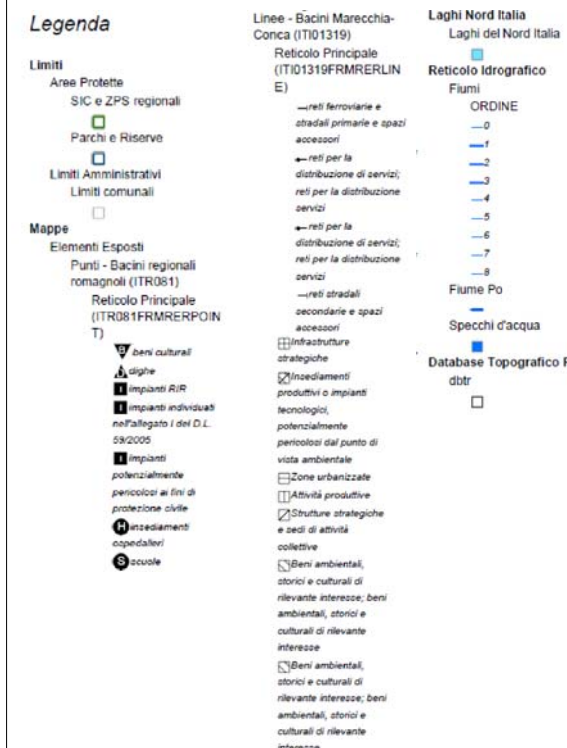 Legenda
Limiti
Aree Protette
SIC e ZPS regionali
Parchi e Riserve
Limiti Amministrativi
Limiti comunali
Mappe
Elementi Esposti
Punti - Bacini regionali
romagnoli (ITR081)
Reticolo Principale
(ITR081FRMRERPOIN
T)
B beni culturali
dighe
I impianti RIR
I impianti individuati
nell'allegato I del D.L.
59/2005
I impianti
potenzialmente
pericolosi ai fini di
protezione civile
H insediamenti
ospedalieri
S scuole
Linee - Bacini Marecchia-
Conca (ITI01319)
Reticolo Principale
(ITI01319FRMRERLIN
E)
reti ferroviarie e
stradali primarie e spazi
accessori
reti per la
distribuzione di servizi;
reti per la distribuzione
servizi
reti per la
distribuzione di servizi;
reti per la distribuzione
servizi
reti stradali
secondarie e spazi
accessori
Infrastrutture
strategiche
Insediamenti
produttivi o impianti
tecnologici,
potenzialmente
pericolosi dal punto di
vista ambientale
Zone urbanizzate
Attività produttive
Strutture strategiche
e sedi di attività
collettive
Beni ambientali,
storici e culturali di
rilevante interesse; beni
ambientali, storici e
culturali di rilevante
interesse
Beni ambientali,
storici e culturali di
rilevante interesse; beni
ambientali, storici e
culturali di rilevante
interesse
Laghi Nord Italia
Laghi del Nord Italia
Reticolo Idrografico
Fiumi
ORDINE
0
1
2
3
4
5
6
7
8
Fiume Po
Specchi d'acqua
Database Topografico
dbtr